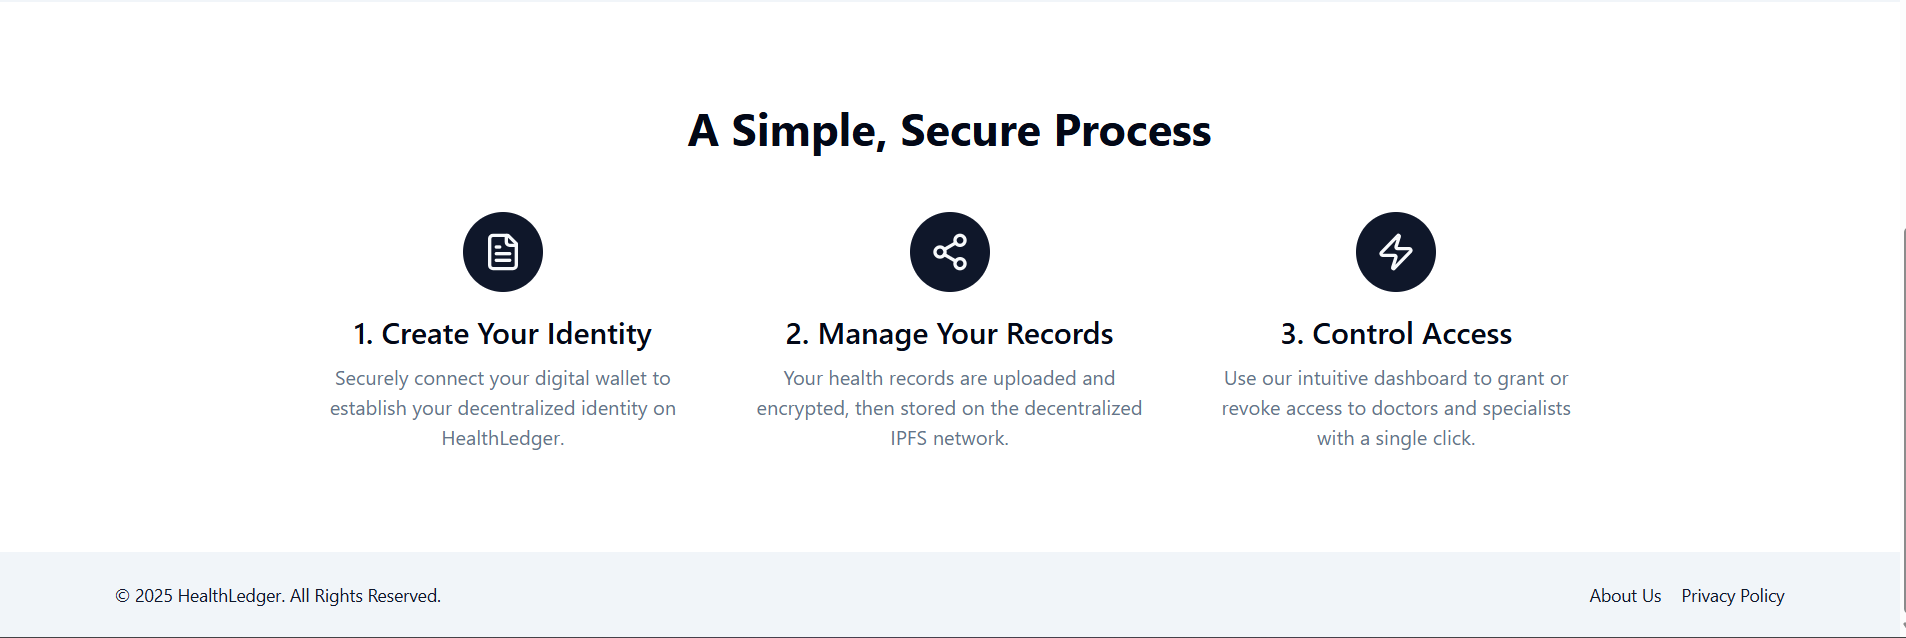 A Simple, Secure Process
1. Create Your Identity
Securely connect your digital wallet to
establish your decentralized identity on
HealthLedger.
2. Manage Your Records
Your health records are uploaded and
encrypted, then stored on the decentralized
IPFS network.
3. Control Access
Use our intuitive dashboard to grant or
revoke access to doctors and specialists
with a single click.
© 2025 HealthLedger. All Rights Reserved.
About Us
Privacy Policy